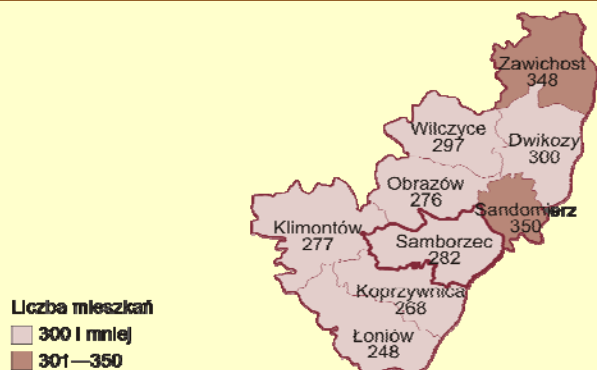 Zawichost
348
Wilczyce
297
Dwikozy
300
Obrazów
276
Sandomierz
350
Klimontów
277
Samborzec
282
Koprzywnica
268
Łoniów
248
Liczba mieszkań
300 i mniej
301—350